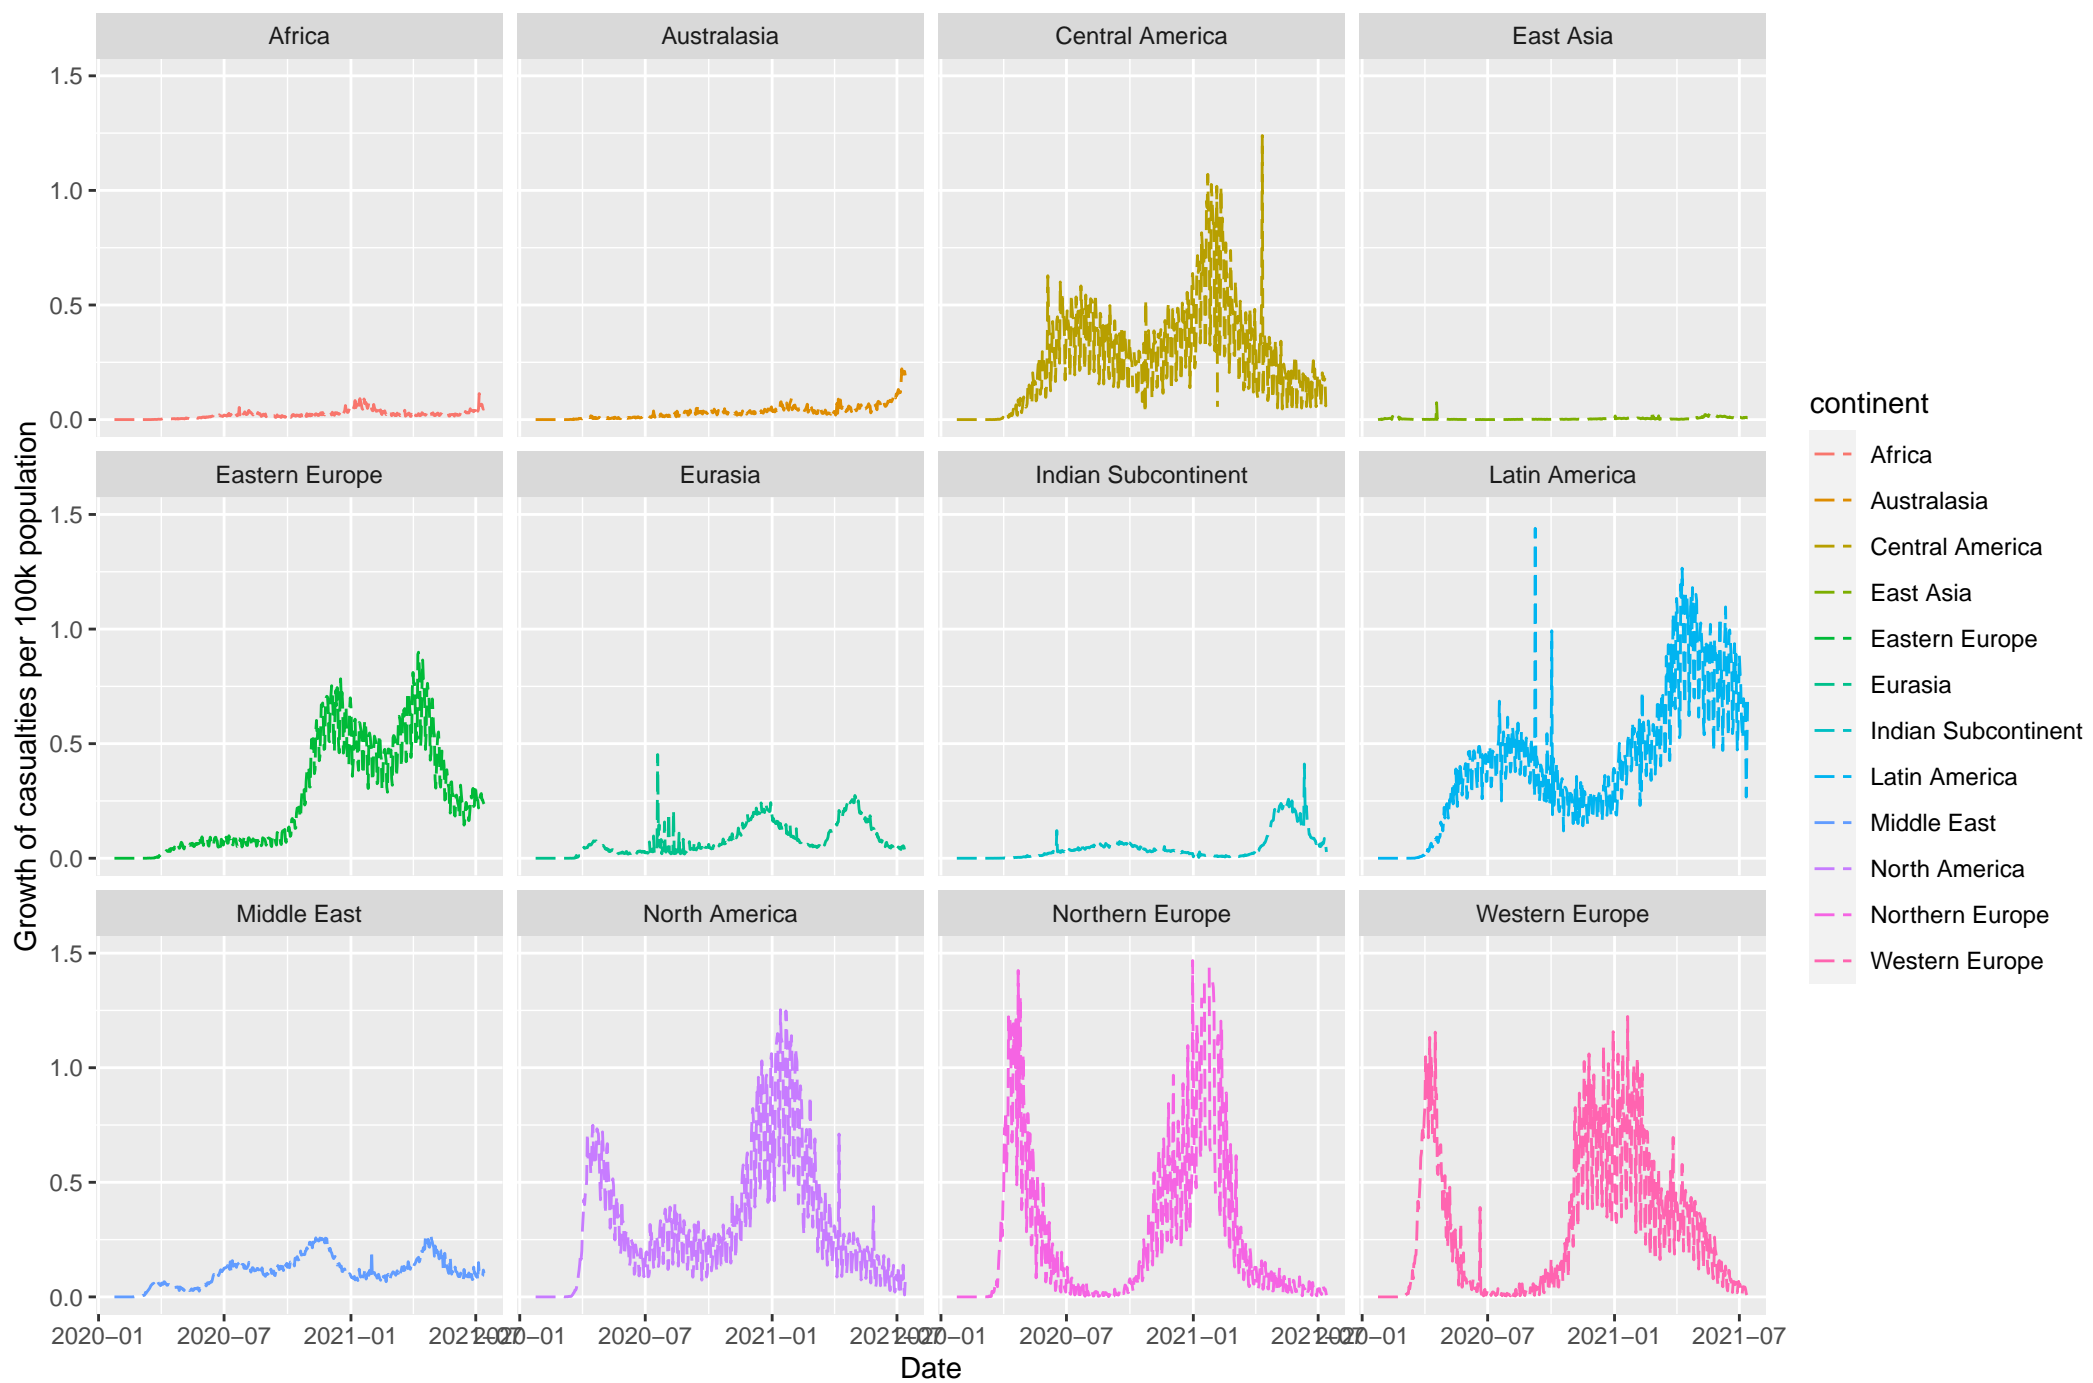 Africa
Australasia
Central America
East Asia
1.5
1.0
0.5
0.0
Eastern Europe
Eurasia
Indian Subcontinent
Latin America
1.5
1.0
0.5
0.0
Middle East
North America
Northern Europe
Western Europe
1.5
1.0
0.5
0.0
2020–01
2020–07
2021–01
2021–07
2020–01
2020–07
2021–01
2021–07
2020–01
2020–07
2021–01
2021–07
2020–01
2020–07
2021–01
2021–07
Date
Growth of casualties per 100k population
continent
Africa
Australasia
Central America
East Asia
Eastern Europe
Eurasia
Indian Subcontinent
Latin America
Middle East
North America
Northern Europe
Western Europe